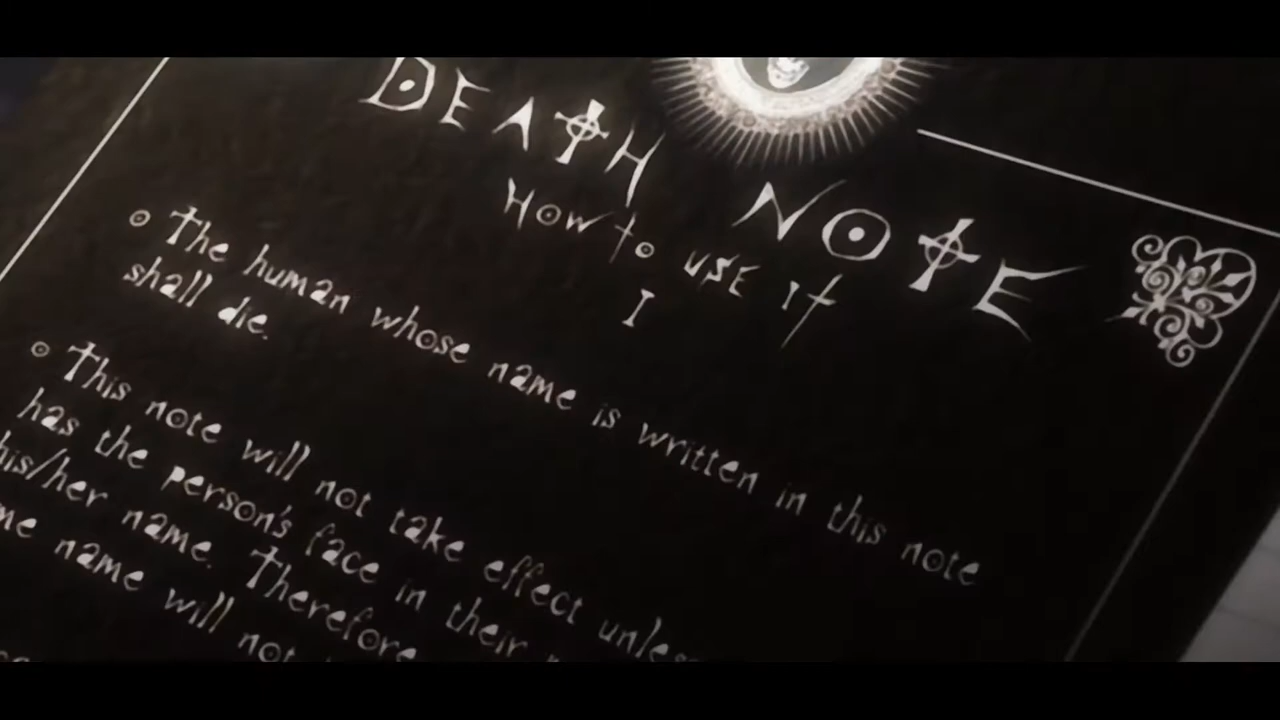 DEATH NOTE
How to use it
I
The human whose name is written in this note
shall die.
This note will not take effect
has the person's face in their
his/her name. Therefore
name will not